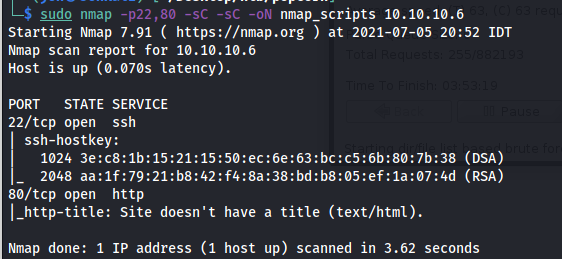 └─$ sudo nmap -p22,80 -sC -sC -oN nmap_scripts 10.10.10.6
Starting Nmap 7.91 ( https://nmap.org ) at 2021-07-05 20:52 IDT
Nmap scan report for 10.10.10.6
Host is up (0.070s latency).
PORT   STATE SERVICE
22/tcp open  ssh
| ssh-hostkey:
|   1024 3e:c8:1b:15:21:15:50:ec:6e:63:bc:c5:6b:80:7b:38 (DSA)
|_  2048 aa:1f:79:21:b8:42:f4:8a:38:bd:b8:05:ef:1a:07:4d (RSA)
80/tcp open  http
|_http-title: Site doesn't have a title (text/html).
Nmap done: 1 IP address (1 host up) scanned in 3.62 seconds
Total Requests: 255/882193
Time To Finish: 03:53:19
Pause